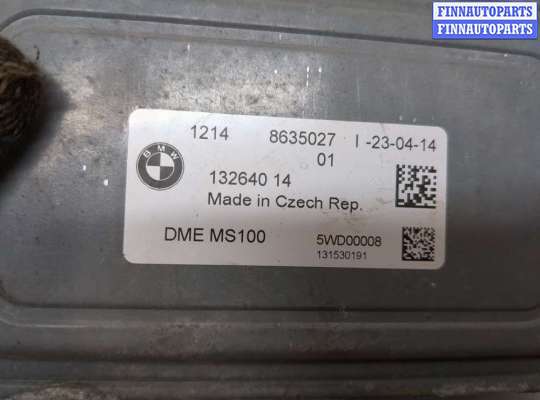 FINNAUTOPARTS
FINNAUTOPARTS
BMW
1214 8635027 I -23-04-14
01
132640 14
Made in Czech Rep.
DME MS100 5WD00008
131530191